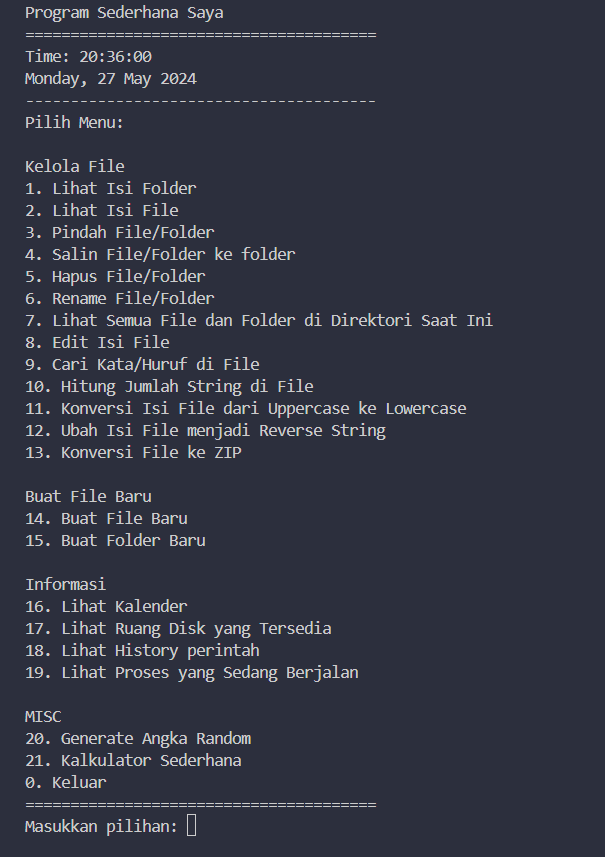 Program Sederhana Saya
=======================================
Time: 20:36:00
Monday, 27 May 2024
---------------------------------------
Pilih Menu:

Kelola File
1. Lihat Isi Folder
2. Lihat Isi File
3. Pindah File/Folder
4. Salin File/Folder ke folder
5. Hapus File/Folder
6. Rename File/Folder
7. Lihat Semua File dan Folder di Direktori Saat Ini
8. Edit Isi File
9. Cari Kata/Huruf di File
10. Hitung Jumlah String di File
11. Konversi Isi File dari Uppercase ke Lowercase
12. Ubah Isi File menjadi Reverse String
13. Konversi File ke ZIP

Buat File Baru
14. Buat File Baru
15. Buat Folder Baru

Informasi
16. Lihat Kalender
17. Lihat Ruang Disk yang Tersedia
18. Lihat History perintah
19. Lihat Proses yang Sedang Berjalan

MISC
20. Generate Angka Random
21. Kalkulator Sederhana
0. Keluar
=======================================
Masukkan pilihan: